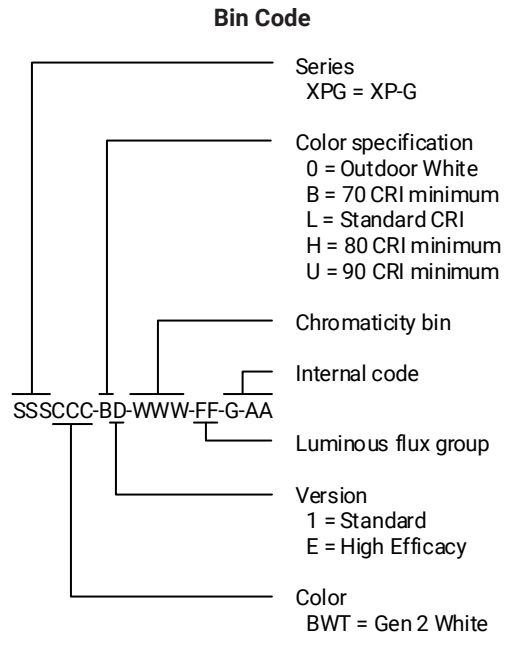 Bin Code
Series
XPG = XP-G
Color specification
0 = Outdoor White
B = 70 CRI minimum
L = Standard CRI
H = 80 CRI minimum
U = 90 CRI minimum
Chromaticity bin
Internal code
SSSCCC-BD-WWW-FF-G-AA
Luminous flux group
Version
1 = Standard
E = High Efficacy
Color
BWT = Gen 2 White